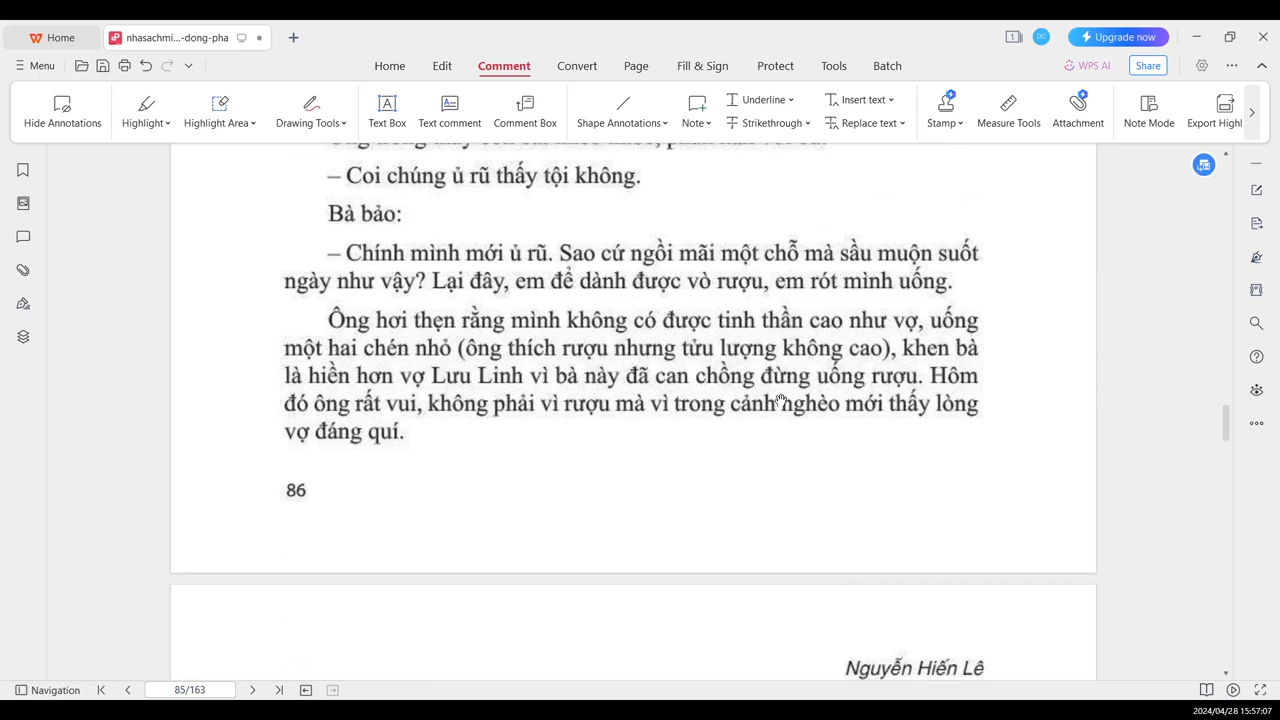 Home
nhasachmi...-dong-pha
1
DC
Upgrade now
Menu
Home
Edit
Comment
Convert
Page
Fill & Sign
Protect
Tools
Batch
WPS AI
Share
Hide Annotations
Highlight
Highlight Area
Drawing Tools
Text Box
Text comment
Comment Box
Shape Annotations
Note
Underline
Strikethrough
Insert text
Replace text
Stamp
Measure Tools
Attachment
Note Mode
Export Highl
– Coi chúng ủ rũ thấy tội không.
Bà bảo:
– Chính mình mới ủ rũ. Sao cứ ngồi mãi một chỗ mà sầu muộn suốt
ngày như vậy? Lại đây, em để dành được vò rượu, em rót mình uống.
Ông hơi thẹn rằng mình không có được tinh thần cao như vợ, uống
một hai chén nhỏ (ông thích rượu nhưng tửu lượng không cao), khen bà
là hiền hơn vợ Lưu Linh vì bà này đã can chồng đừng uống rượu. Hôm
đó ông rất vui, không phải vì rượu mà vì trong cảnh nghèo mới thấy lòng
vợ đáng quí.
86
Nguyễn Hiến Lê
Navigation
85/163
2024/04/28 15:57:07